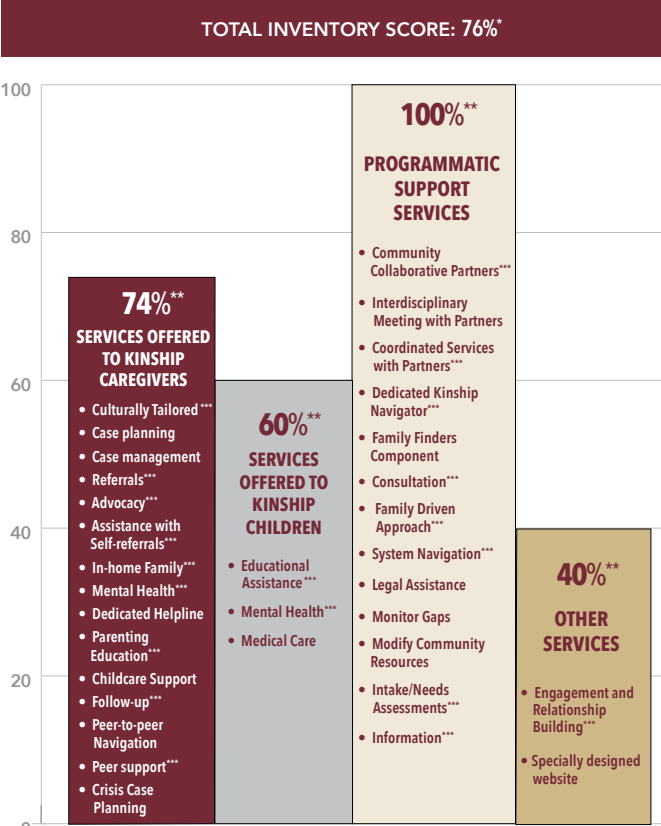 TOTAL INVENTORY SCORE: 76%*
100
80
60
40
20
0
74%**
SERVICES OFFERED
TO KINSHIP
CAREGIVERS
• Culturally Tailored***
• Case planning
• Case management
• Referrals***
• Advocacy***
• Assistance with
Self-referrals***
• In-home Family***
• Mental Health***
• Dedicated Helpline
• Parenting
Education***
• Childcare Support
• Follow-up***
• Peer-to-peer
Navigation
• Peer support***
• Crisis Case
Planning
60%**
SERVICES
OFFERED TO
KINSHIP
CHILDREN
• Educational
Assistance***
• Mental Health***
• Medical Care
100%**
PROGRAMMATIC
SUPPORT
SERVICES
• Community
Collaborative Partners***
• Interdisciplinary
Meeting with Partners
• Coordinated Services
with Partners***
• Dedicated Kinship
Navigator***
• Family Finders
Component
• Consultation***
• Family Driven
Approach***
• System Navigation***
• Legal Assistance
• Monitor Gaps
• Modify Community
Resources
• Intake/Needs
Assessments***
• Information***
40%**
OTHER
SERVICES
• Engagement and
Relationship
Building***
• Specially designed
website